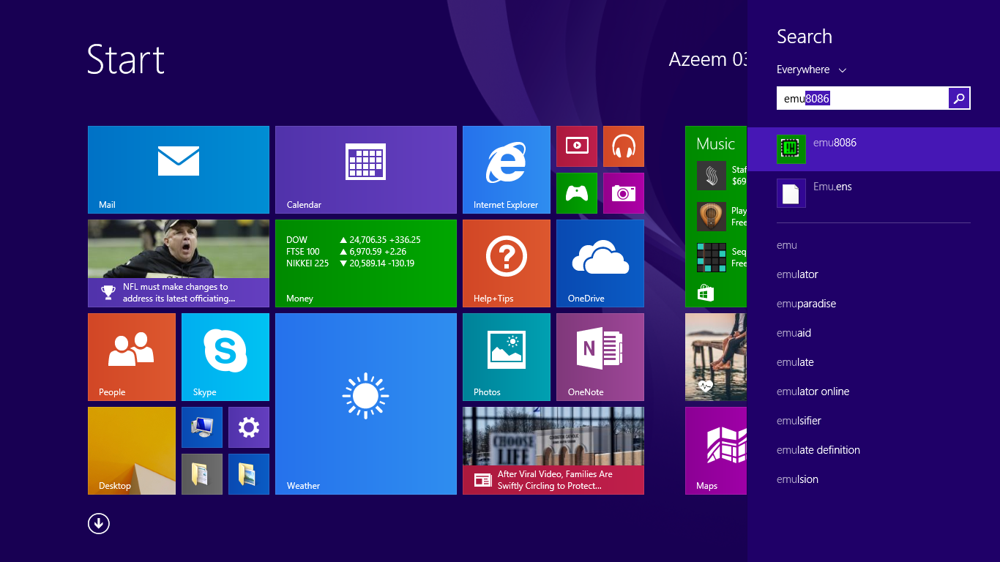 Start
Azeem 03
Mail
Calendar
Internet Explorer
NFL must make changes to
address its latest officiating...
DOW ▲ 24,706.35 +336.25
FTSE 100 ▲ 6,970.59 +2.26
NIKKEI 225 ▼ 20,589.14 -130.19
Money
Help+Tips
OneDrive
People
Skype
S
Weather
Photos
N
OneNote
Desktop
CHOOSE
LIFE
COVINGTON CATHOLIC
After Viral Video, Families Are
Swiftly Circling to Protect...
Music
Staf
$69
Play
Free
Seq
Free
Maps
Search
Everywhere
emu8086
emu8086
Emu.ens
emu
emulator
emuparadise
emuaid
emulate
emulator online
emulsifier
emulate definition
emulsion